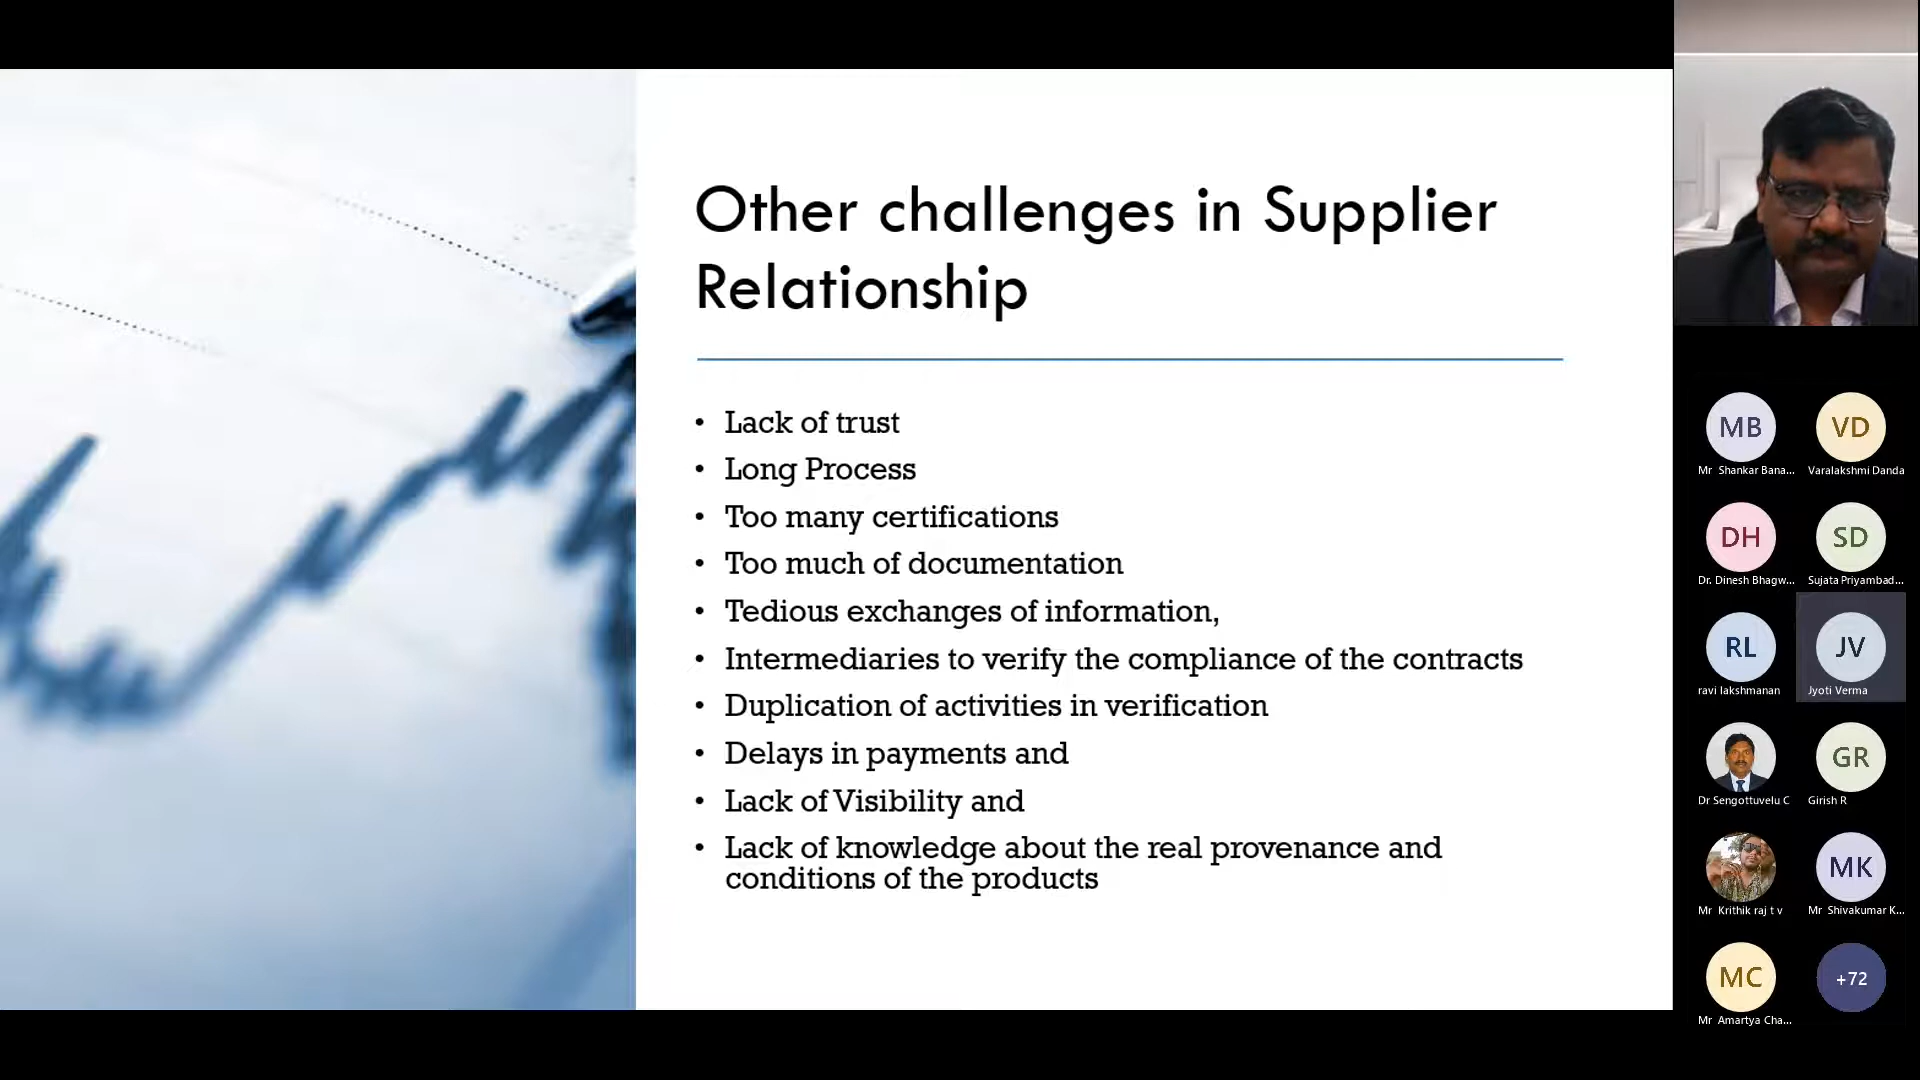 Other challenges in Supplier
Relationship
• Lack of trust
• Long Process
• Too many certifications
• Too much of documentation
• Tedious exchanges of information,
• Intermediaries to verify the compliance of the contracts
• Duplication of activities in verification
• Delays in payments and
• Lack of Visibility and
• Lack of knowledge about the real provenance and
conditions of the products
MB
VD
Mr Shankar Bana...
Varalakshmi Danda
DH
SD
Dr. Dinesh Bhagw...
Sujata Priyambad...
RL
JV
ravi lakshmanan
Jyoti Verma
GR
Dr Sengottuvelu C
Girish R
MK
Mr Krithik raj t v
Mr Shivakumar K...
MC
+72
Mr Amartya Cha...